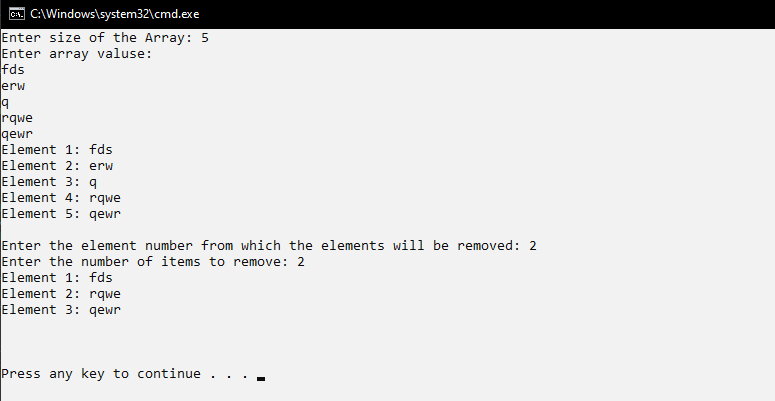 C:\Windows\system32\cmd.exe
Enter size of the Array: 5
Enter array valuse:
fds
erw
q
rqwe
qewr
Element 1: fds
Element 2: erw
Element 3: q
Element 4: rqwe
Element 5: qewr
Enter the element number from which the elements will be removed: 2
Enter the number of items to remove: 2
Element 1: fds
Element 2: rqwe
Element 3: qewr
Press any key to continue . . .